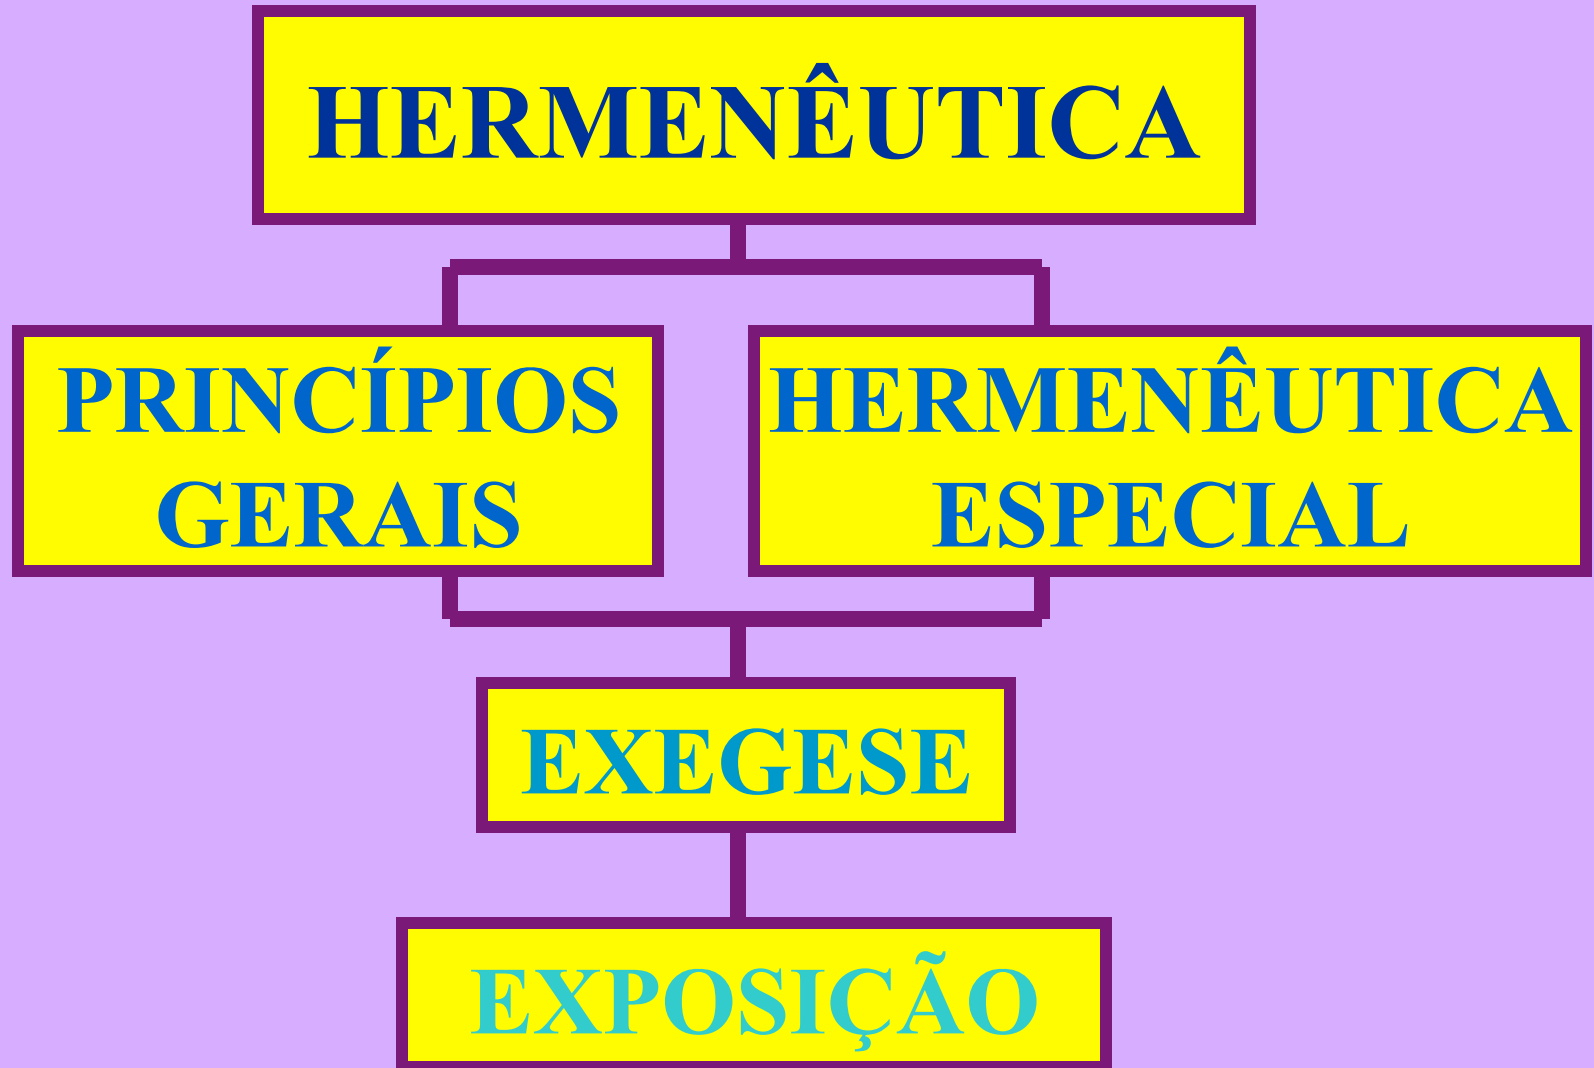 HERMENÊUTICA
PRINCÍPIOS
GERAIS
HERMENÊUTICA
ESPECIAL
EXEGESE
EXPOSIÇÃO